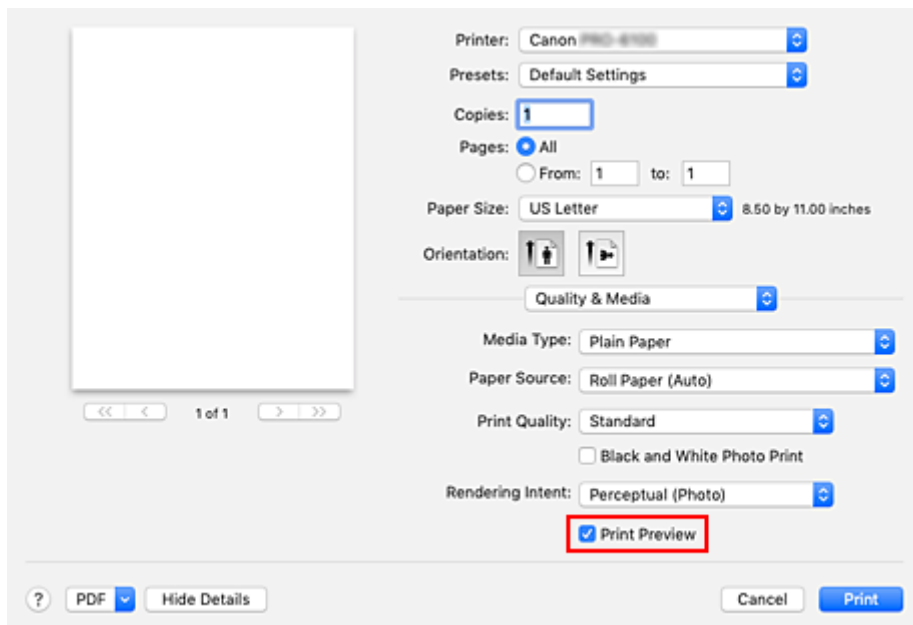 Printer: Canon
Presets: Default Settings
Copies: 1
Pages: All
From: 1 to: 1
Paper Size: US Letter 8.50 by 11.00 inches
Orientation:
Quality & Media
Media Type: Plain Paper
Paper Source: Roll Paper (Auto)
<< < 1 of 1 > >>
Print Quality: Standard
Black and White Photo Print
Rendering Intent: Perceptual (Photo)
Print Preview
? PDF Hide Details Cancel Print